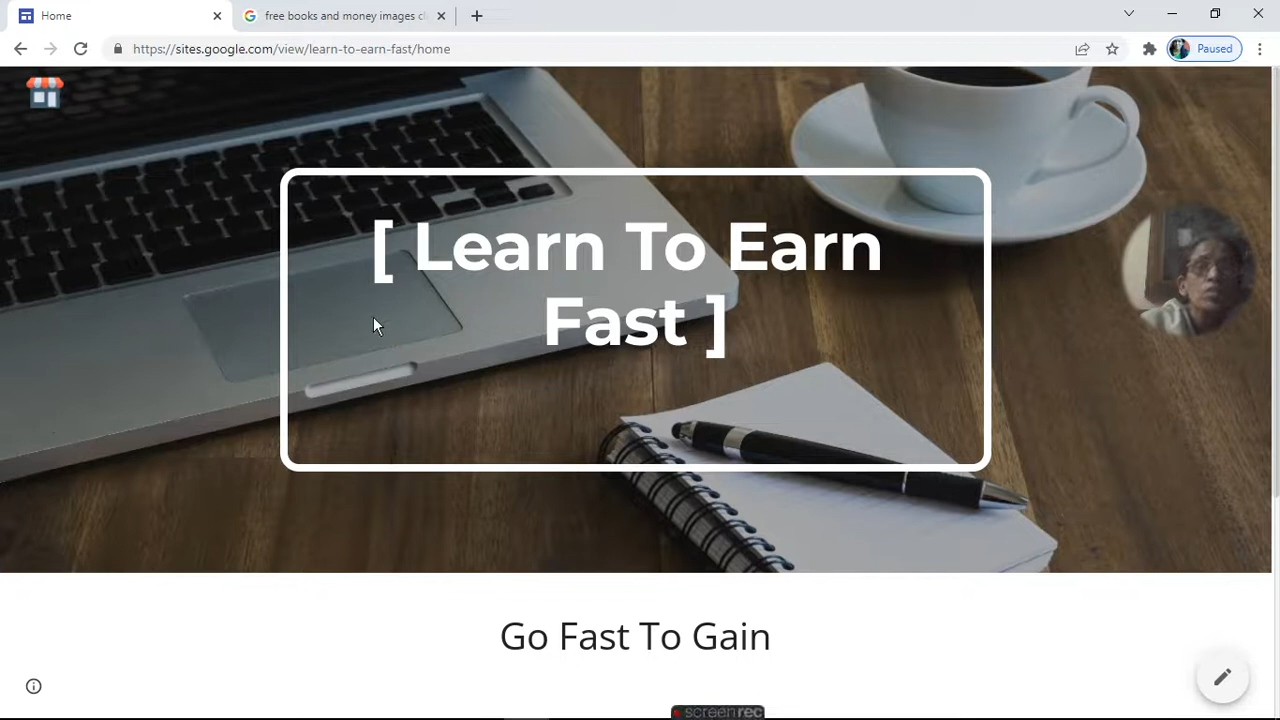 Home
free books and money images cl
https://sites.google.com/view/learn-to-earn-fast/home
Paused
[ Learn To Earn
Fast ]
Go Fast To Gain
screenrec